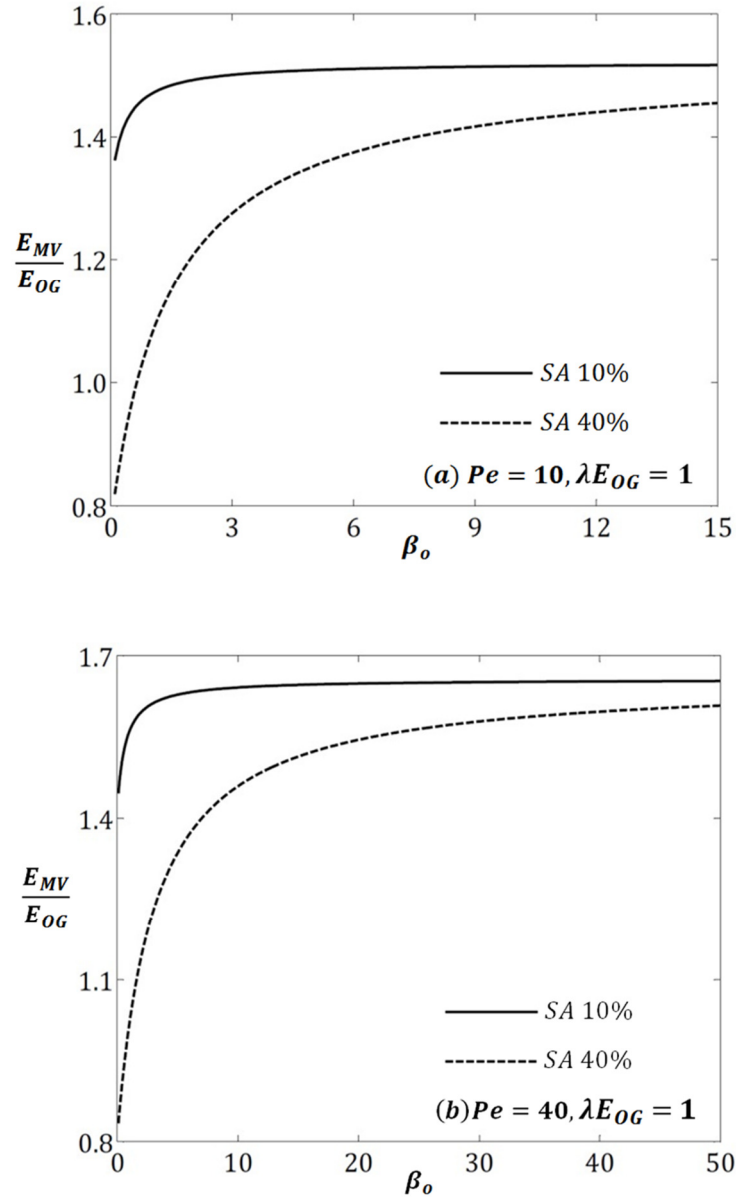 1.6
1.4
E_MV
1.2
E_OG
1.0
SA 10%
SA 40%
(a) Pe = 10, λE_OG = 1
0.8
0 3 6 9 12 15
β_o
1.7
1.4
E_MV
E_OG
1.1
SA 10%
SA 40%
(b)Pe = 40, λE_OG = 1
0.8
0 10 20 30 40 50
β_o